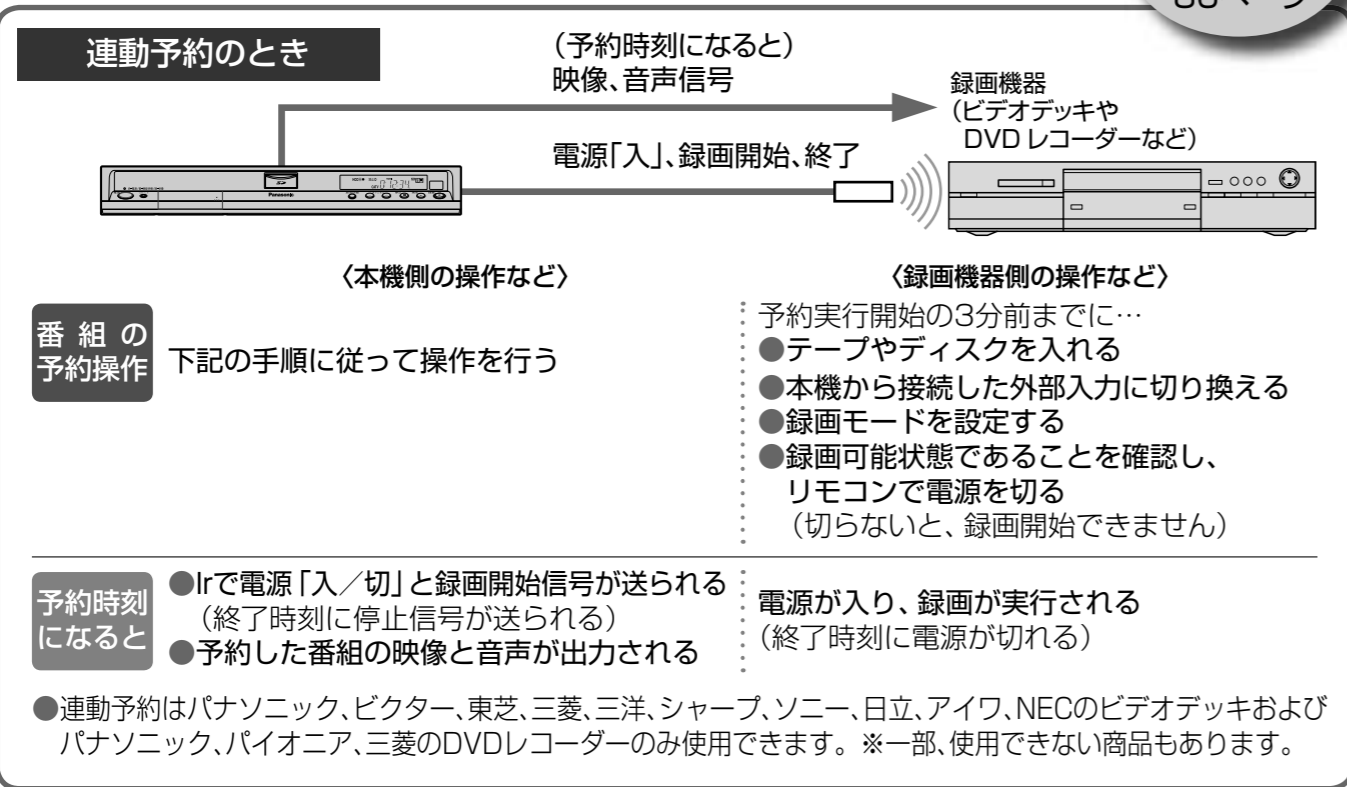 連動予約のとき
(予約時刻になると)
映像、音声信号
録画機器
(ビデオデッキや
DVDレコーダーなど)
電源「入」、録画開始、終了
Panasonic
〈本機側の操作など〉
〈録画機器側の操作など〉
番組の
予約操作
下記の手順に従って操作を行う
予約実行開始の3分前までに…
●テープやディスクを入れる
●本機から接続した外部入力に切り換える
●録画モードを設定する
●録画可能状態であることを確認し、
リモコンで電源を切る
(切らないと、録画開始できません)
予約時刻
になると
●Irで電源「入/切」と録画開始信号が送られる
(終了時刻に停止信号が送られる)
●予約した番組の映像と音声が出力される
電源が入り、録画が実行される
(終了時刻に電源が切れる)
●連動予約はパナソニック、ビクター、東芝、三菱、三洋、シャープ、ソニー、日立、アイワ、NECのビデオデッキおよび
パナソニック、パイオニア、三菱のDVDレコーダーのみ使用できます。※一部、使用できない商品もあります。